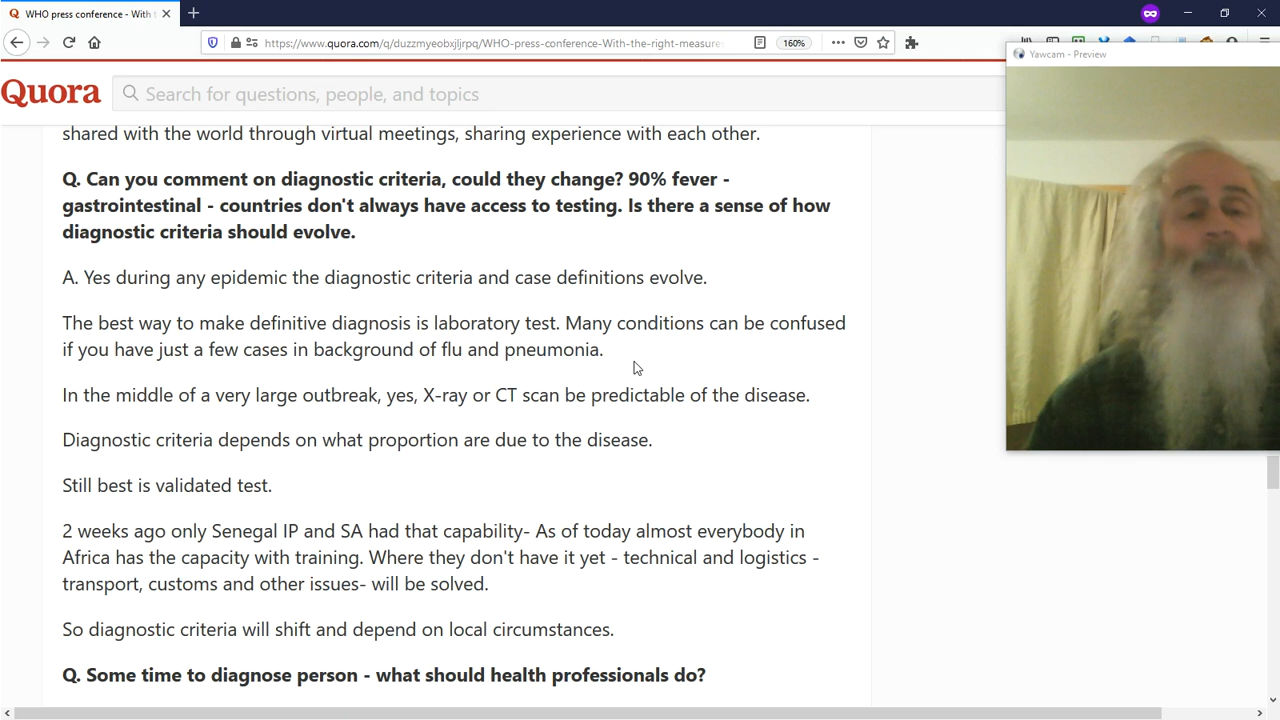 WHO press conference - With t
https://www.quora.com/q/duzzmyeobxjljrpq/WHO-press-conference-With-the-right-measure
160%
Yawcam - Preview
Quora
Search for questions, people, and topics
shared with the world through virtual meetings, sharing experience with each other.
Q. Can you comment on diagnostic criteria, could they change? 90% fever -
gastrointestinal - countries don't always have access to testing. Is there a sense of how
diagnostic criteria should evolve.
A. Yes during any epidemic the diagnostic criteria and case definitions evolve.
The best way to make definitive diagnosis is laboratory test. Many conditions can be confused
if you have just a few cases in background of flu and pneumonia.
In the middle of a very large outbreak, yes, X-ray or CT scan be predictable of the disease.
Diagnostic criteria depends on what proportion are due to the disease.
Still best is validated test.
2 weeks ago only Senegal IP and SA had that capability- As of today almost everybody in
Africa has the capacity with training. Where they don't have it yet - technical and logistics -
transport, customs and other issues- will be solved.
So diagnostic criteria will shift and depend on local circumstances.
Q. Some time to diagnose person - what should health professionals do?